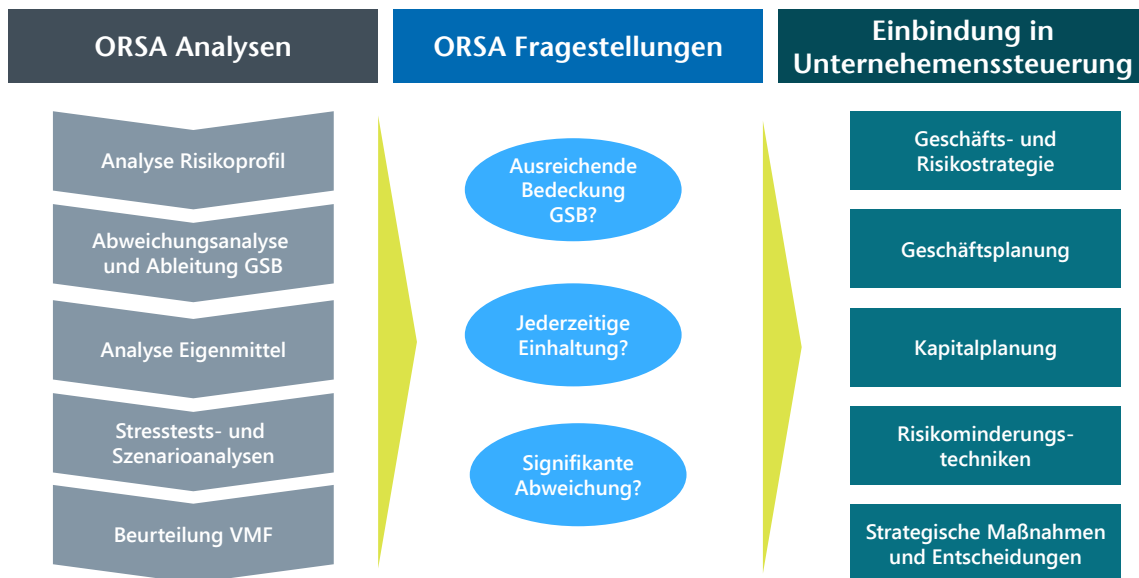 ORSA Analysen
Analyse Risikoprofil
Abweichungsanalyse
und Ableitung GSB
Analyse Eigenmittel
Stresstests- und
Szenarioanalysen
Beurteilung VMF
ORSA Fragestellungen
Ausreichende
Bedeckung
GSB?
Jederzeitige
Einhaltung?
Signifikante
Abweichung?
Einbindung in
Unternehemenssteuerung
Geschäfts- und
Risikostrategie
Geschäftsplanung
Kapitalplanung
Risikominderungs-
techniken
Strategische Maßnahmen
und Entscheidungen